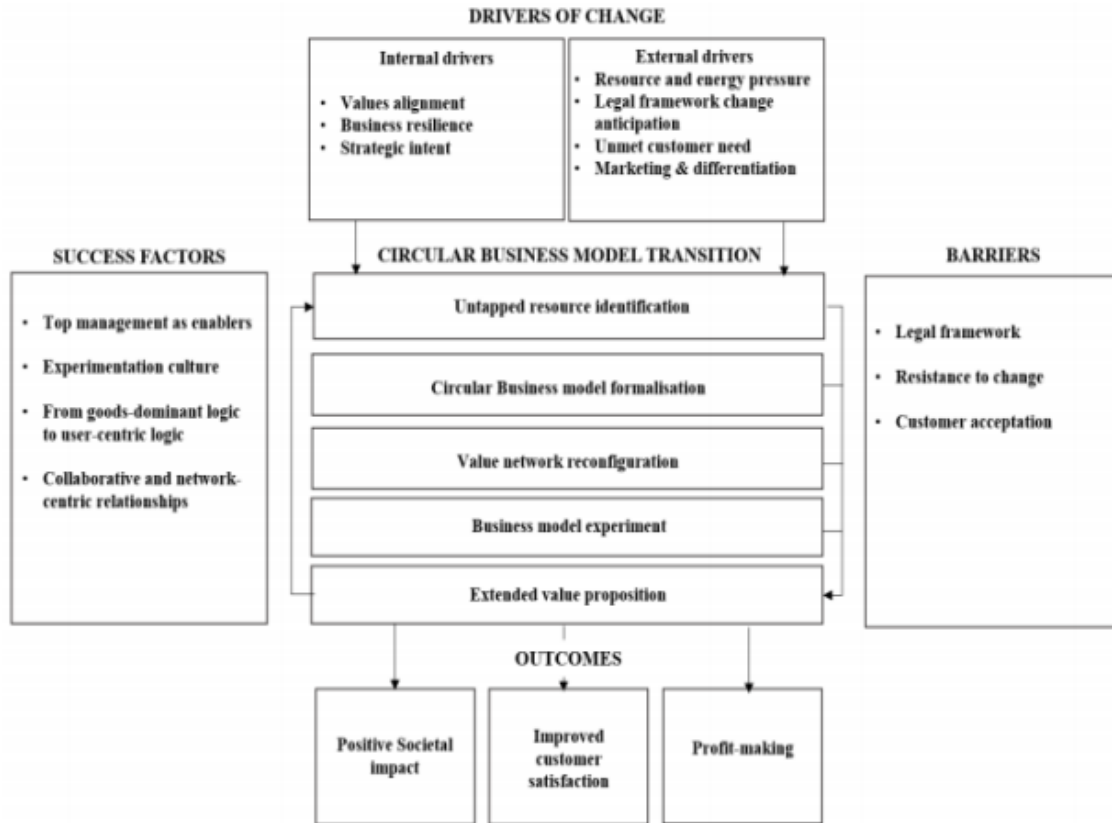 DRIVERS OF CHANGE
Internal drivers
• Values alignment
• Business resilience
• Strategic intent
External drivers
• Resource and energy pressure
• Legal framework change
anticipation
• Unmet customer need
• Marketing & differentiation
SUCCESS FACTORS
• Top management as enablers
• Experimentation culture
• From goods-dominant logic
to user-centric logic
• Collaborative and network-
centric relationships
CIRCULAR BUSINESS MODEL TRANSITION
Untapped resource identification
Circular Business model formalisation
Value network reconfiguration
Business model experiment
Extended value proposition
BARRIERS
• Legal framework
• Resistance to change
• Customer acceptation
OUTCOMES
Positive Societal
impact
Improved
customer
satisfaction
Profit-making